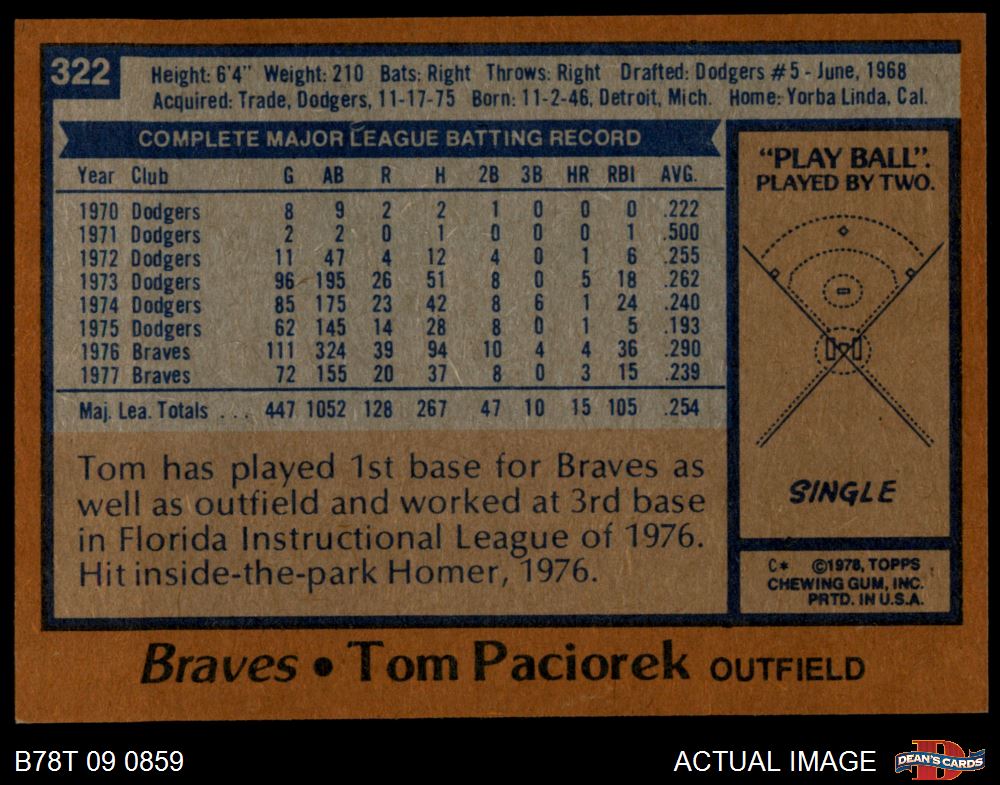 322
Height: 6'4" Weight: 210 Bats: Right Throws: Right Drafted: Dodgers #5 - June, 1968
Acquired: Trade, Dodgers, 11-17-75 Born: 11-2-46, Detroit, Mich. Home: Yorba Linda, Cal.
COMPLETE MAJOR LEAGUE BATTING RECORD
Year Club G AB R H 2B 3B HR RBI AVG.
1970 Dodgers 8 9 2 2 1 0 0 0 .222
1971 Dodgers 2 2 0 1 0 0 0 1 .500
1972 Dodgers 11 47 4 12 4 0 1 6 .255
1973 Dodgers 96 195 26 51 8 0 5 18 .262
1974 Dodgers 85 175 23 42 8 6 1 24 .240
1975 Dodgers 62 145 14 28 8 0 1 5 .193
1976 Braves 111 324 39 94 10 4 4 36 .290
1977 Braves 72 155 20 37 8 0 3 15 .239
Maj. Lea. Totals ... 447 1052 128 267 47 10 15 105 .254
Tom has played 1st base for Braves as
well as outfield and worked at 3rd base
in Florida Instructional League of 1976.
Hit inside-the-park Homer, 1976.
"PLAY BALL".
PLAYED BY TWO.
SINGLE
C* ©1978, TOPPS
CHEWING GUM, INC.
PRTD. IN U.S.A.
Braves • Tom Paciorek OUTFIELD
B78T 09 0859
ACTUAL IMAGE
DEAN'S CARDS